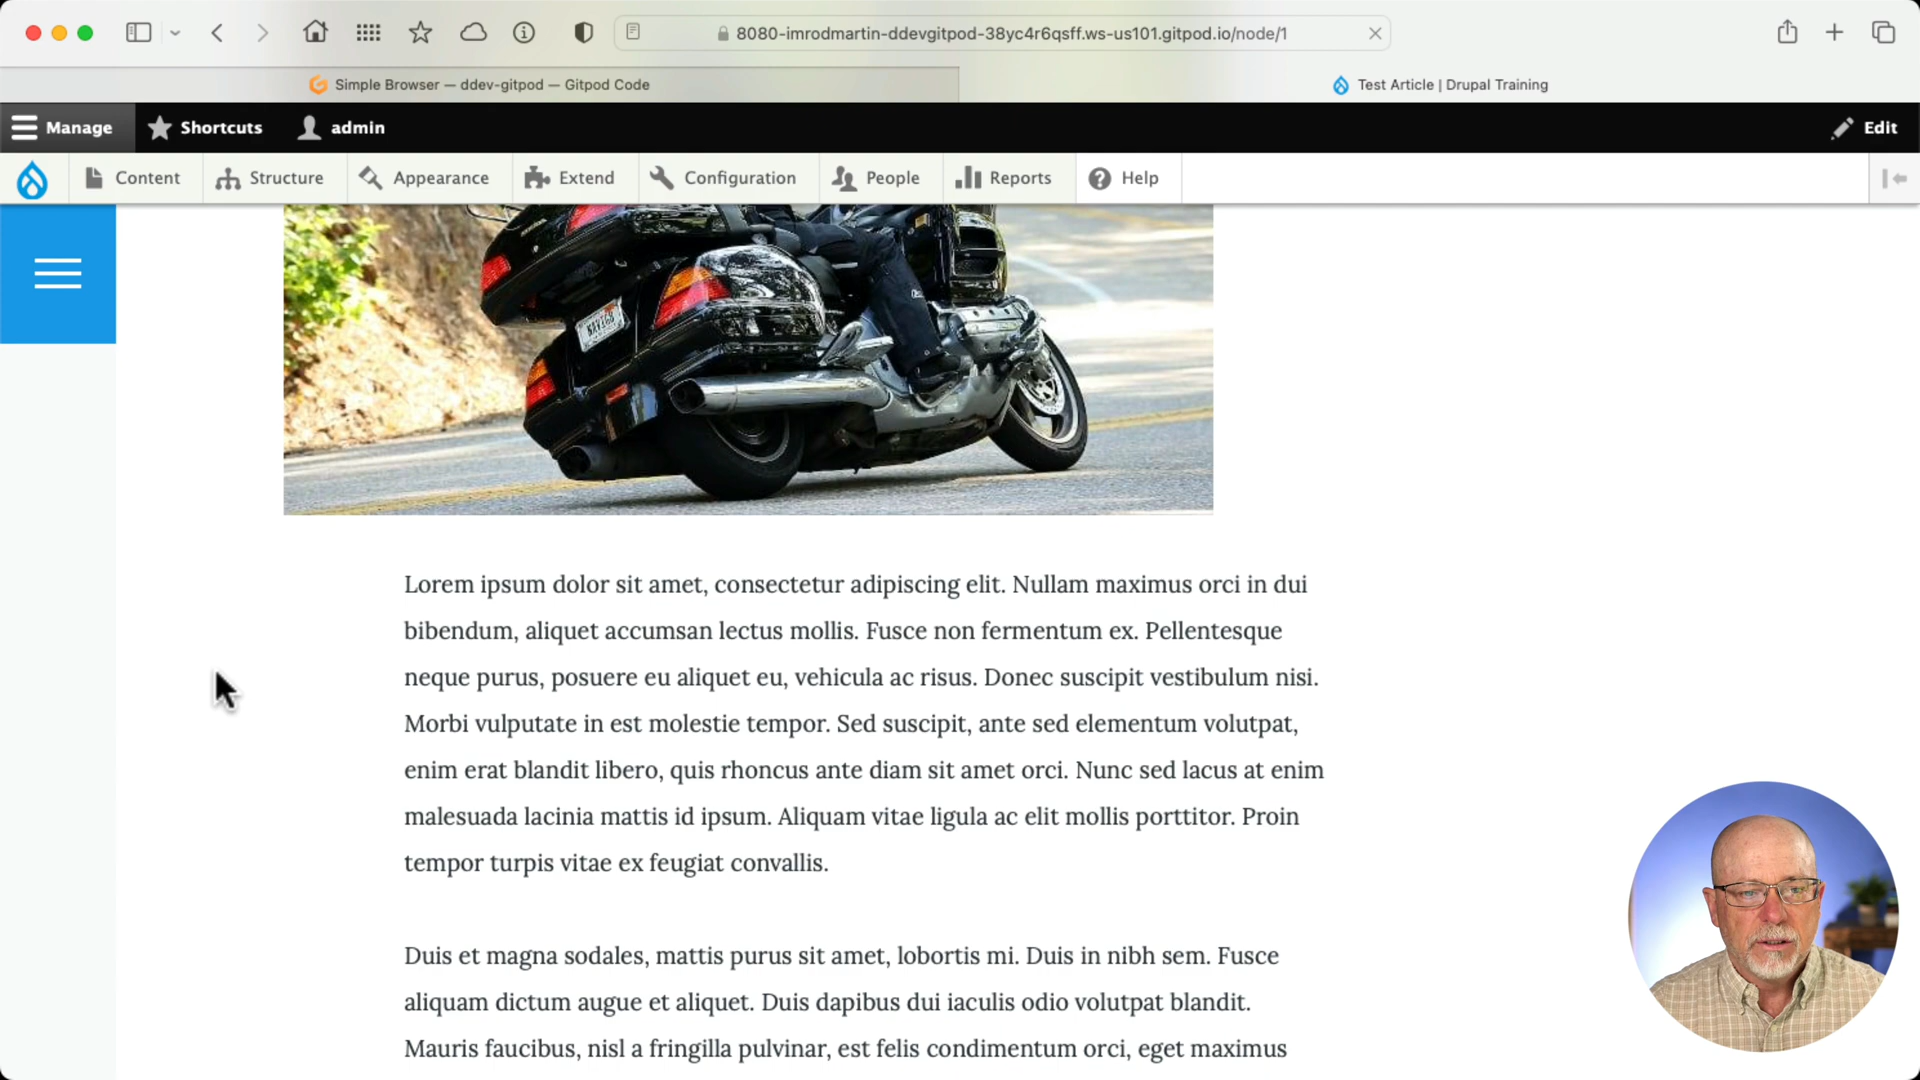 8080-imrodmartin-ddevgitpod-38yc4r6qsff.ws-us101.gitpod.io/node/1
Simple Browser — ddev-gitpod — Gitpod Code
Test Article | Drupal Training
Manage
Shortcuts
admin
Edit
Content
Structure
Appearance
Extend
Configuration
People
Reports
Help
Lorem ipsum dolor sit amet, consectetur adipiscing elit. Nullam maximus orci in dui
bibendum, aliquet accumsan lectus mollis. Fusce non fermentum ex. Pellentesque
neque purus, posuere eu aliquet eu, vehicula ac risus. Donec suscipit vestibulum nisi.
Morbi vulputate in est molestie tempor. Sed suscipit, ante sed elementum volutpat,
enim erat blandit libero, quis rhoncus ante diam sit amet orci. Nunc sed lacus at enim
malesuada lacinia mattis id ipsum. Aliquam vitae ligula ac elit mollis porttitor. Proin
tempor turpis vitae ex feugiat convallis.
Duis et magna sodales, mattis purus sit amet, lobortis mi. Duis in nibh sem. Fusce
aliquam dictum augue et aliquet. Duis dapibus dui iaculis odio volutpat blandit.
Mauris faucibus, nisl a fringilla pulvinar, est felis condimentum orci, eget maximus